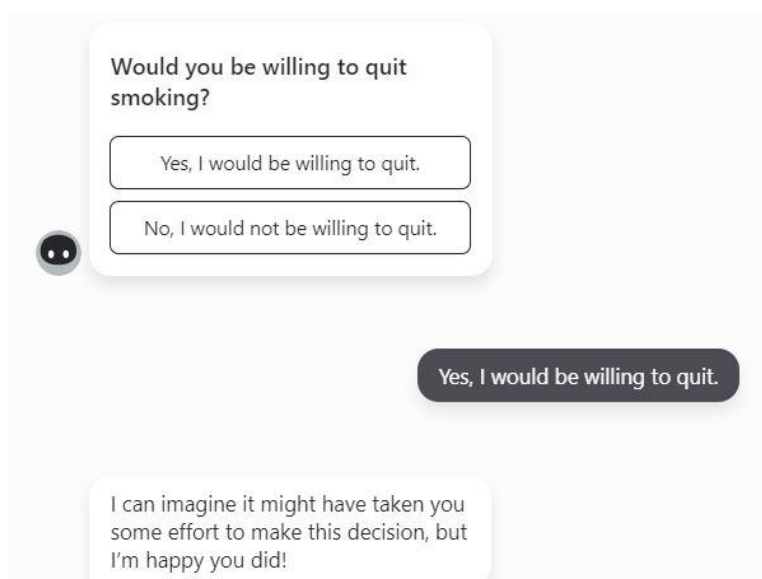 Would you be willing to quit
smoking?
Yes, I would be willing to quit.
No, I would not be willing to quit.
Yes, I would be willing to quit.
I can imagine it might have taken you
some effort to make this decision, but
I'm happy you did!